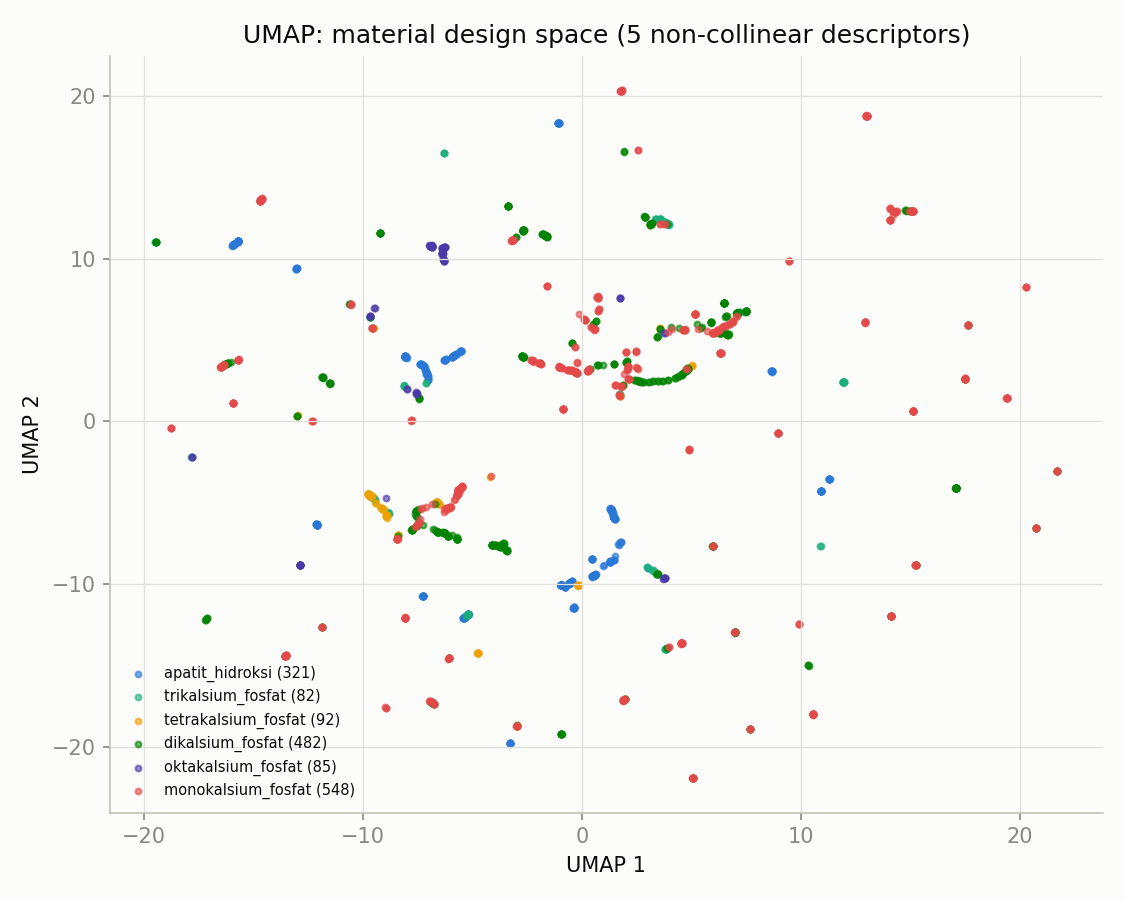 UMAP: material design space (5 non-collinear descriptors)
UMAP 2
20
10
0
−10
−20
apatit_hidroksi (321)
trikalsium_fosfat (82)
tetrakalsium_fosfat (92)
dikalsium_fosfat (482)
oktakalsium_fosfat (85)
monokalsium_fosfat (548)
−20 −10 0 10 20
UMAP 1